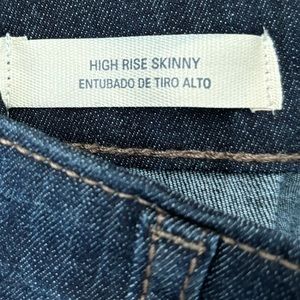 HIGH RISE SKINNY
ENTUBADO DE TIRO ALTO